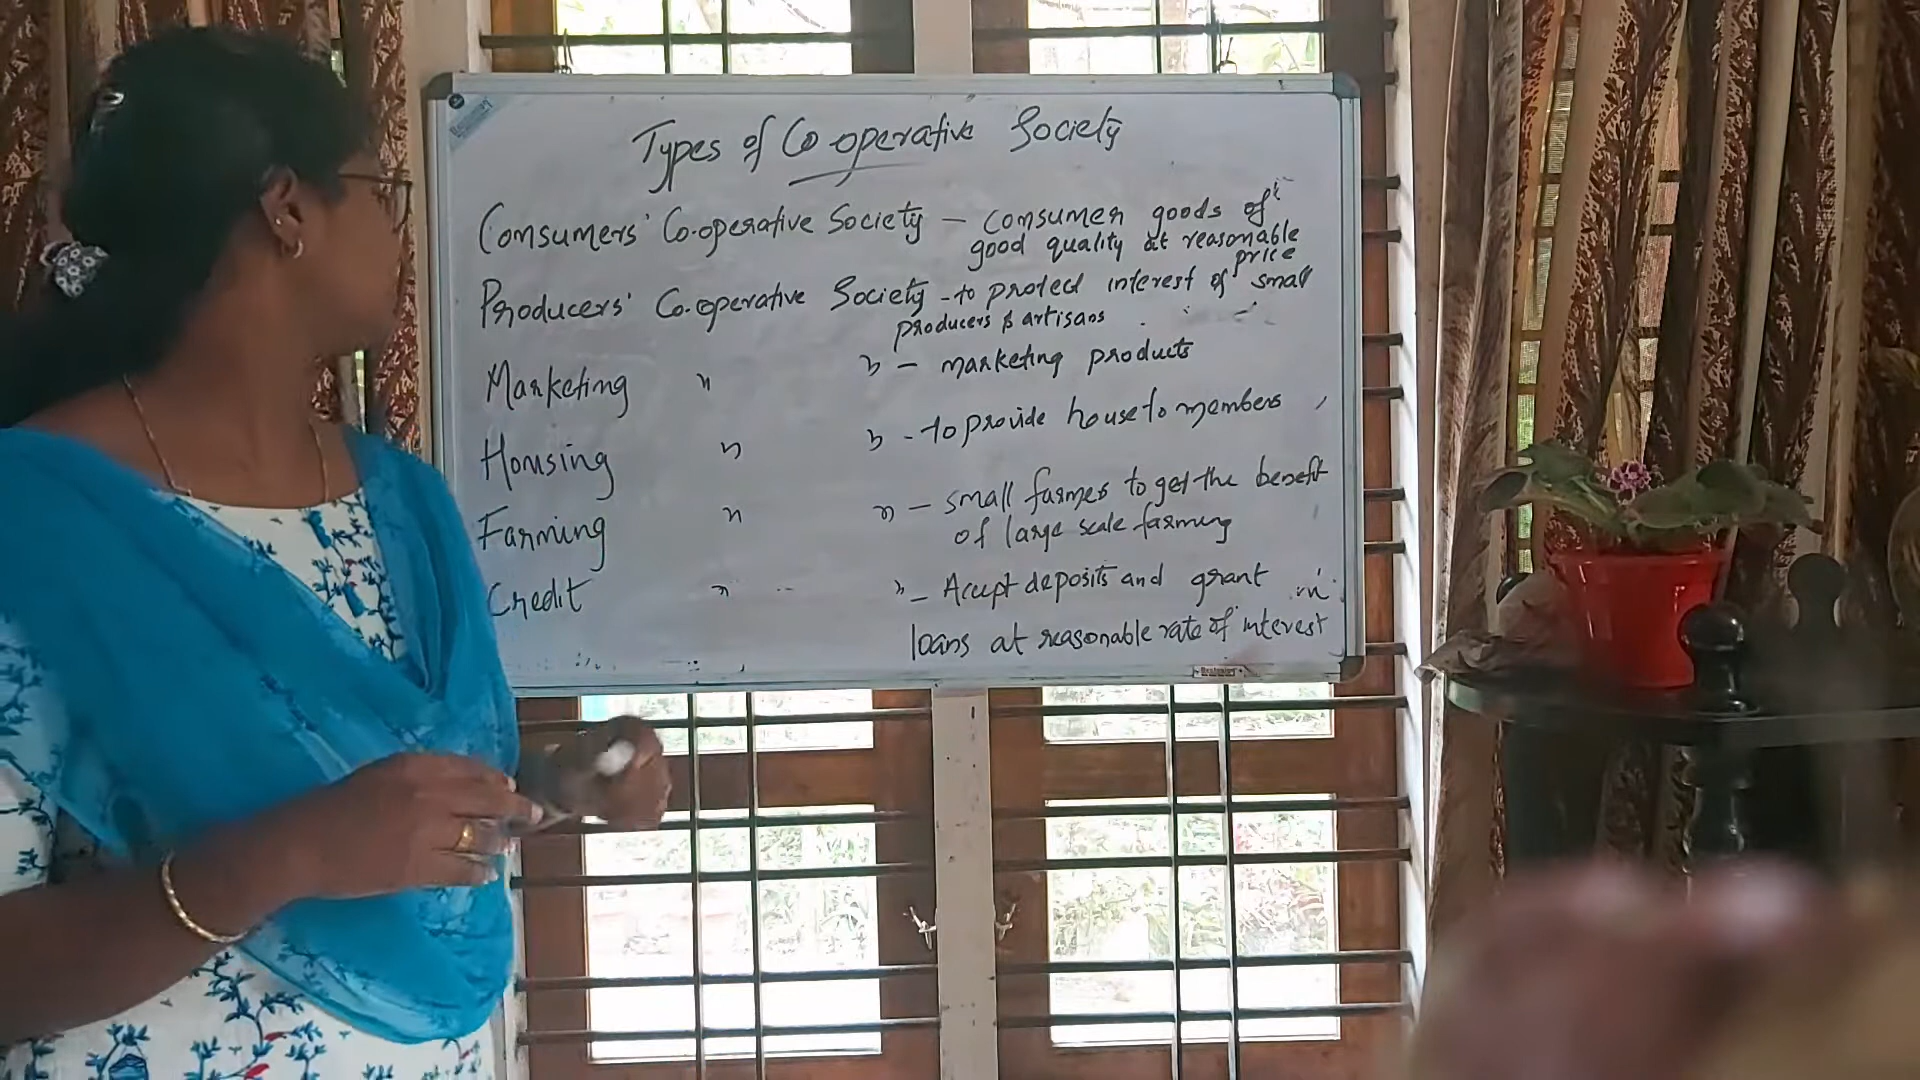 Types of Co operative Society
Consumers' Co-operative Society – Consumer goods of
good quality at reasonable
price
Producers' Co-operative Society - to protect interest of small
producers & artisans
Marketing " " – marketing products
Housing " " - to provide house to members
Farming " " – small farmers to get the benefit
of large scale farming
Credit " " – Accept deposits and grant
loans at reasonable rate of interest